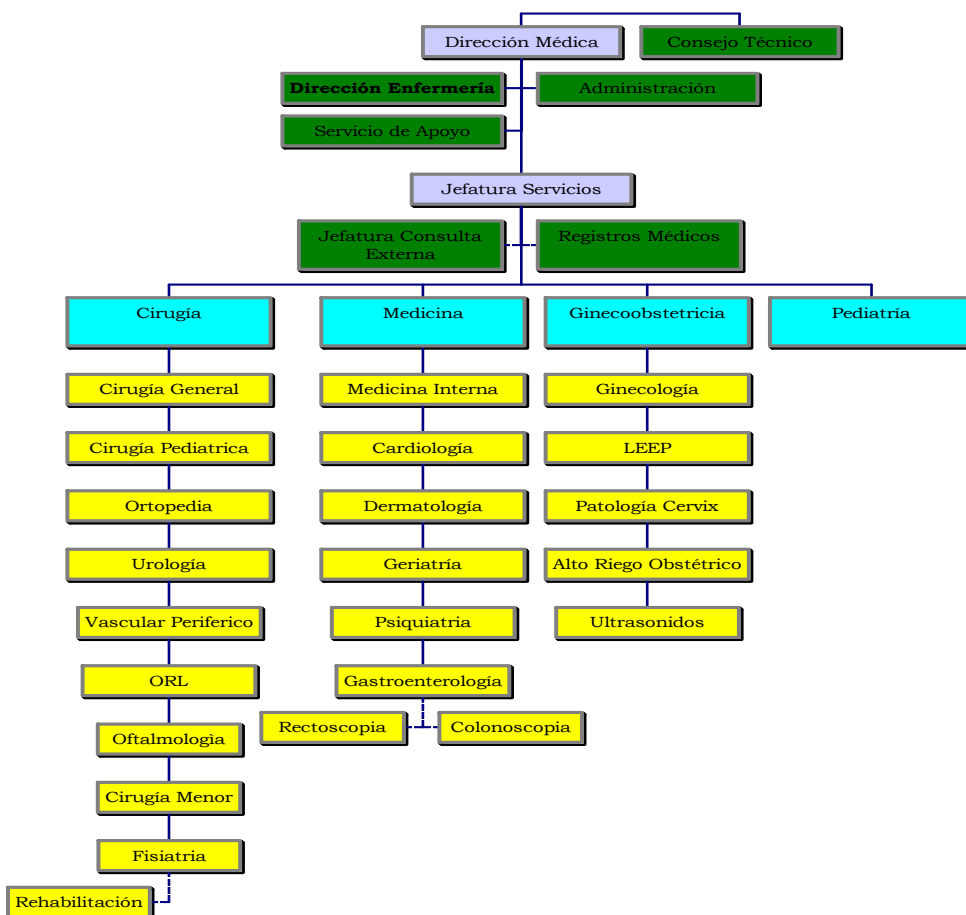 Dirección Médica
Consejo Técnico
Dirección Enfermería
Administración
Servicio de Apoyo
Jefatura Servicios
Jefatura Consulta
Externa
Registros Médicos
Cirugía
Medicina
Ginecoobstetricia
Pediatría
Cirugía General
Medicina Interna
Ginecología
Cirugía Pediatrica
Cardiología
LEEP
Ortopedia
Dermatología
Patología Cervix
Urología
Geriatría
Alto Riego Obstétrico
Vascular Periferico
Psiquiatria
Ultrasonidos
ORL
Gastroenterología
Rectoscopia
Colonoscopia
Oftalmologìa
Cirugía Menor
Fisiatria
Rehabilitación